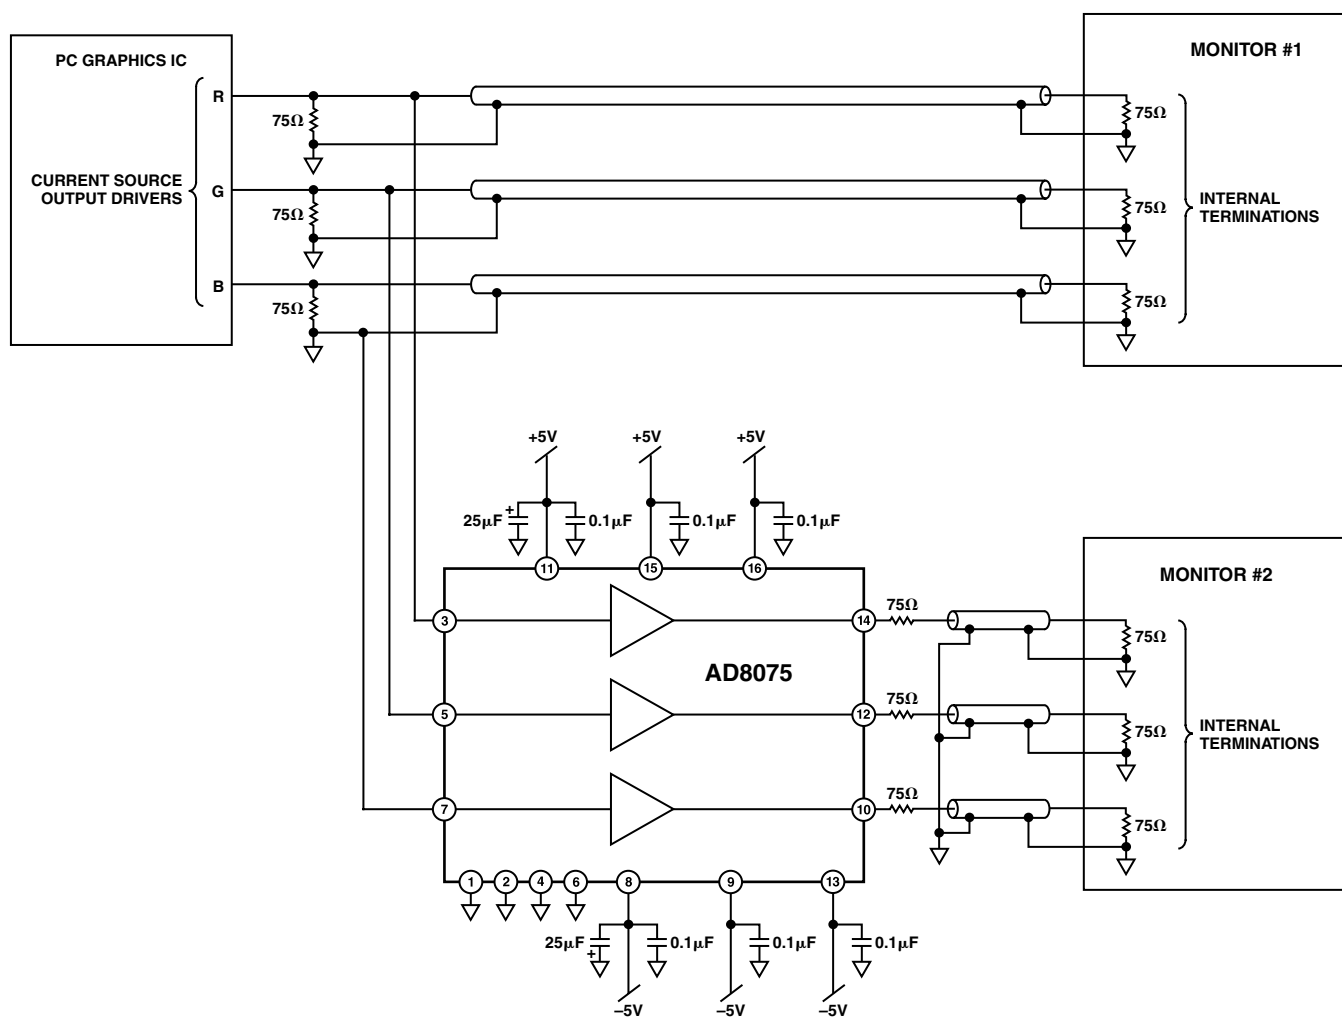 PC GRAPHICS IC
MONITOR #1
R
75Ω
75Ω
CURRENT SOURCE
OUTPUT DRIVERS
G
75Ω
75Ω
INTERNAL
TERMINATIONS
B
75Ω
75Ω
+5V
+5V
+5V
+
25μF
0.1μF
0.1μF
0.1μF
11
15
16
MONITOR #2
3
14
75Ω
75Ω
AD8075
5
12
75Ω
75Ω
INTERNAL
TERMINATIONS
7
10
75Ω
75Ω
1
2
4
6
8
9
13
25μF
+
0.1μF
0.1μF
0.1μF
–5V
–5V
–5V